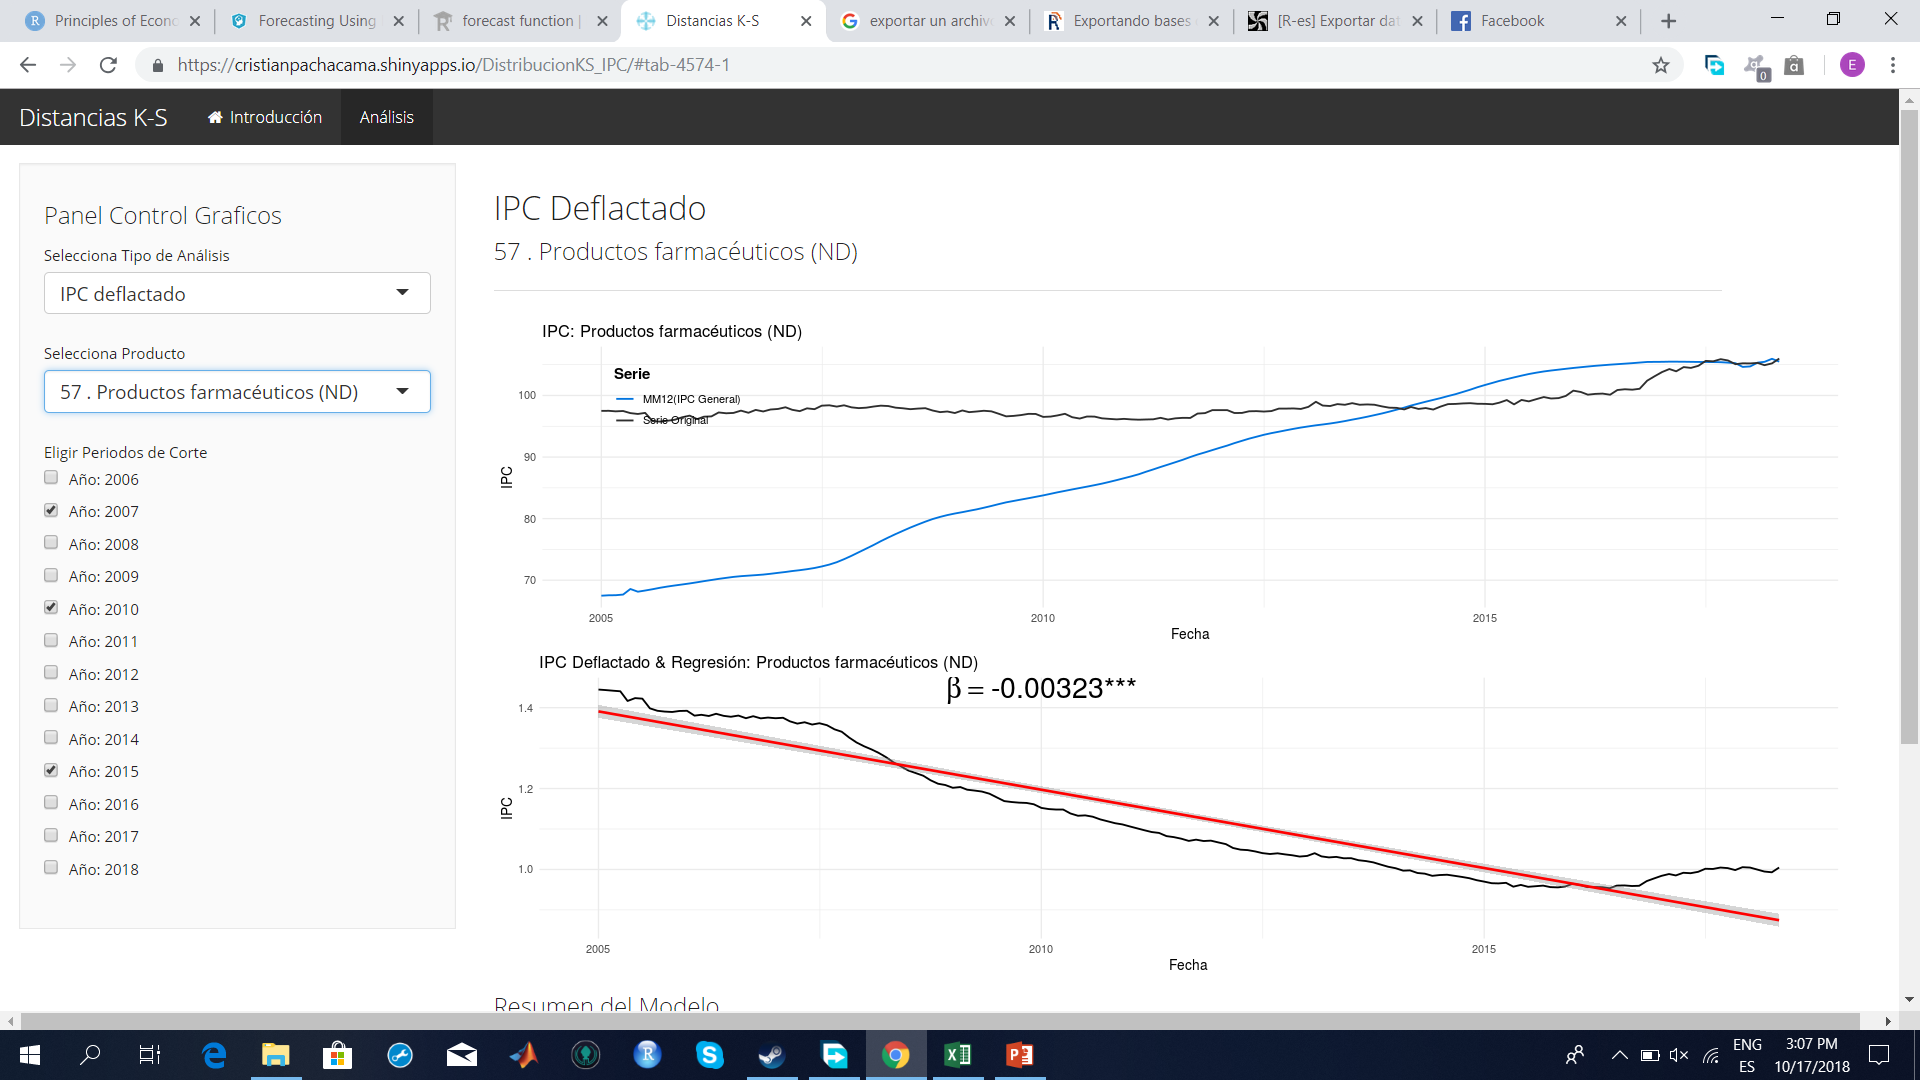 Principles of Econo
Forecasting Using
forecast function |
Distancias K-S
exportar un archivo
Exportando bases
[R-es] Exportar dat
Facebook
https://cristianpachacama.shinyapps.io/DistribucionKS_IPC/#tab-4574-1
0
E
Distancias K-S
Introducción
Análisis
Panel Control Graficos
Selecciona Tipo de Análisis
IPC deflactado
Selecciona Producto
57 . Productos farmacéuticos (ND)
Eligir Periodos de Corte
Año: 2006
Año: 2007
Año: 2008
Año: 2009
Año: 2010
Año: 2011
Año: 2012
Año: 2013
Año: 2014
Año: 2015
Año: 2016
Año: 2017
Año: 2018
IPC Deflactado
57 . Productos farmacéuticos (ND)
IPC: Productos farmacéuticos (ND)
Serie
MM12(IPC General)
Serie Original
100
90
80
70
IPC
2005
2010
2015
Fecha
IPC Deflactado & Regresión: Productos farmacéuticos (ND)
β = -0.00323***
1.4
1.2
1.0
IPC
2005
2010
2015
Fecha
Resumen del Modelo
ENG
ES
3:07 PM
10/17/2018